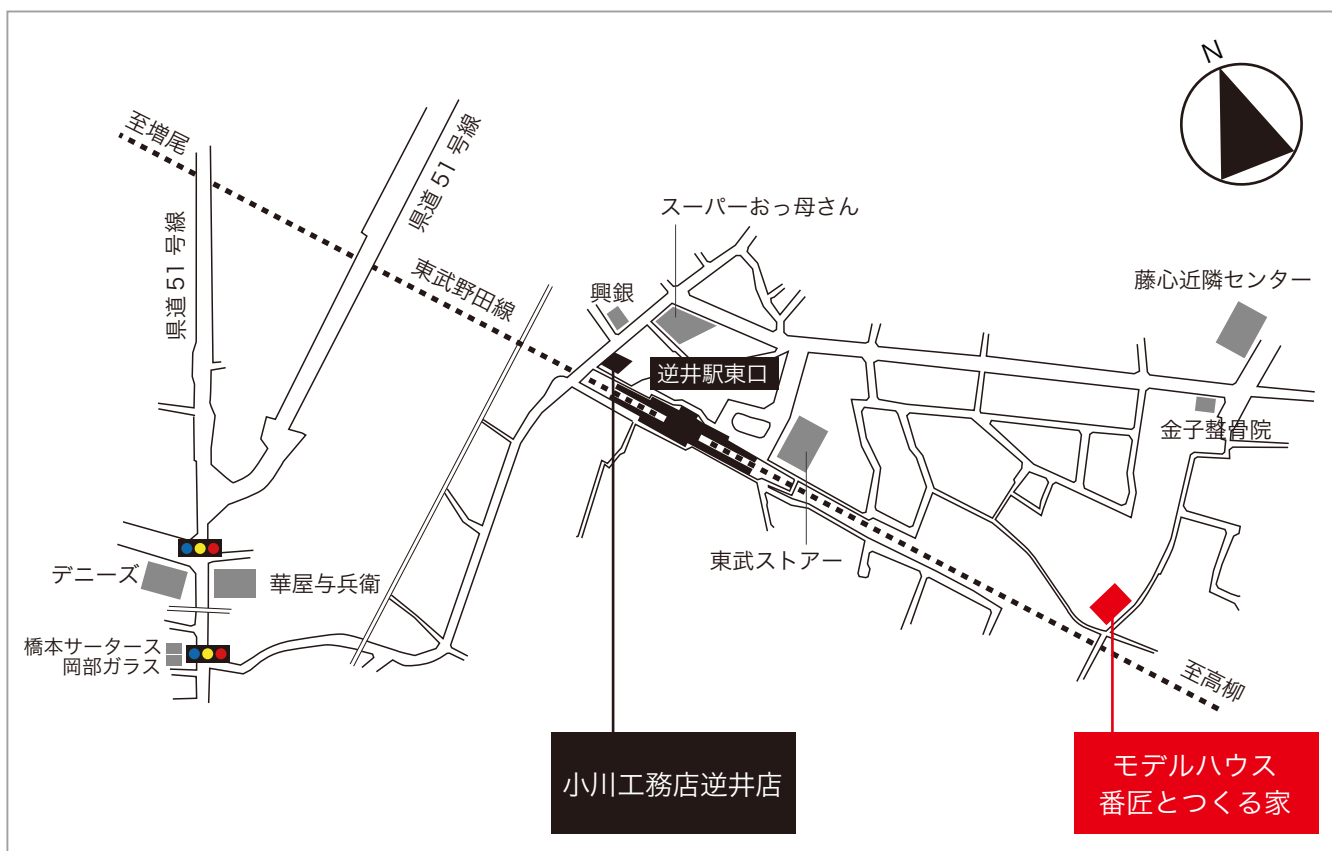 N
至増尾
県道 51 号線
県道 51 号線
東武野田線
スーパーおっ母さん
興銀
藤心近隣センター
逆井駅東口
金子整骨院
東武ストアー
デニーズ
華屋与兵衛
橋本サータース
岡部ガラス
至高柳
小川工務店逆井店
モデルハウス
番匠とつくる家